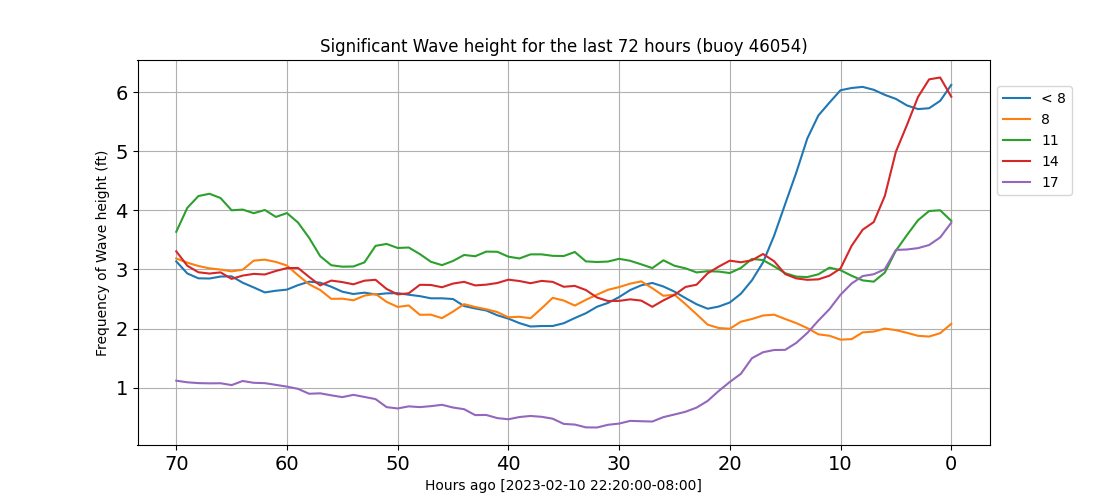 Significant Wave height for the last 72 hours (buoy 46054)
Frequency of Wave height (ft)
6
5
4
3
2
1
70 60 50 40 30 20 10 0
Hours ago [2023-02-10 22:20:00-08:00]
< 8
8
11
14
17